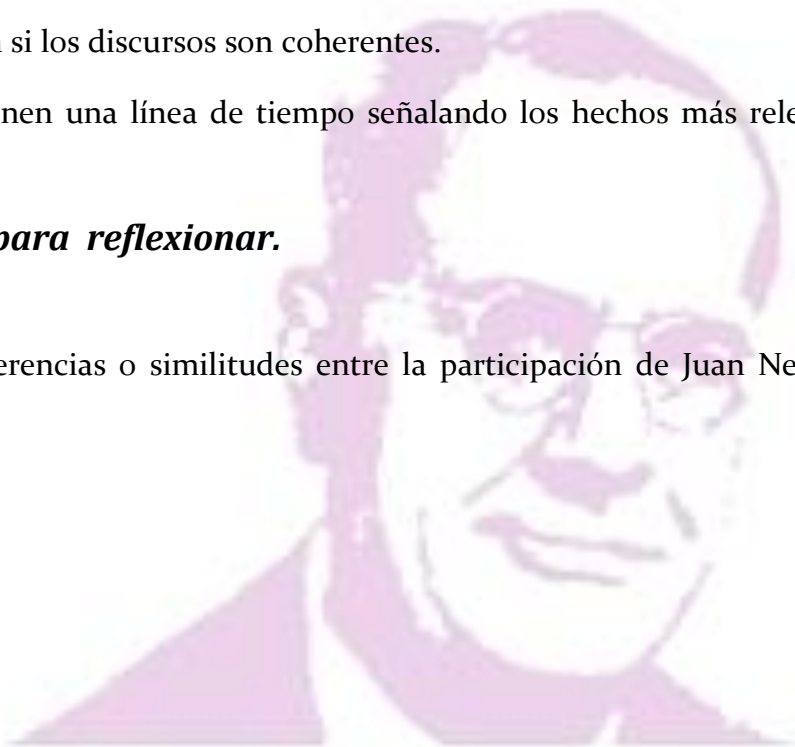 si los discursos son coherentes.
nen una línea de tiempo señalando los hechos más rele
para reflexionar.
erencias o similitudes entre la participación de Juan Ne